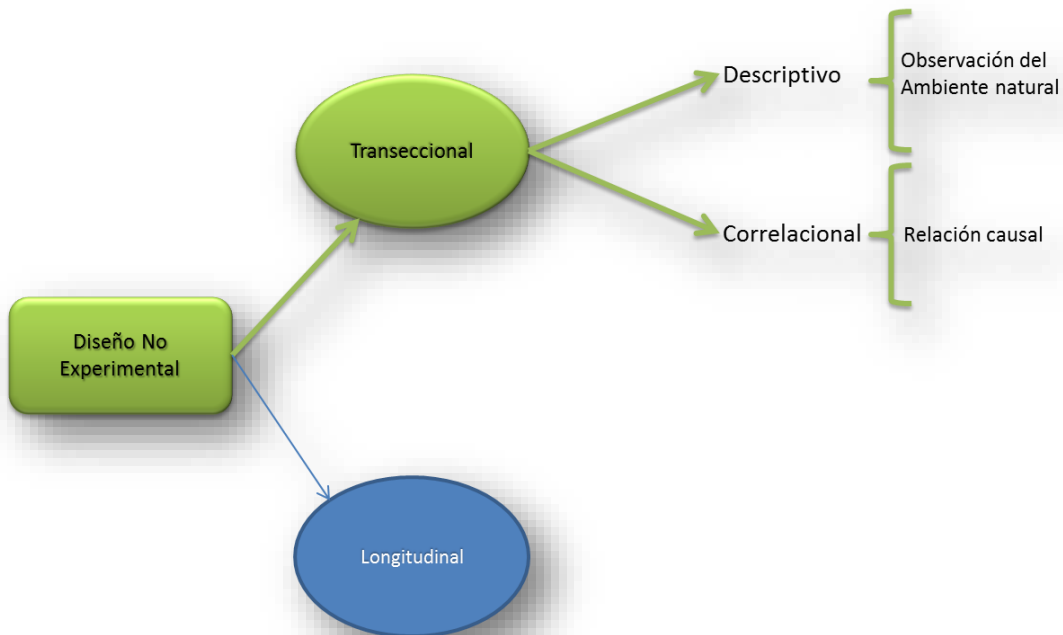 Descriptivo
Observación del
Ambiente natural
Transeccional
Correlacional
Relación causal
Diseño No
Experimental
Longitudinal